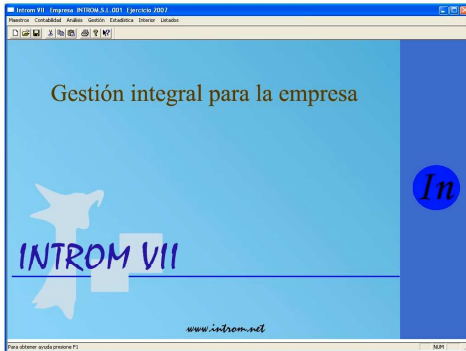 Introm VII Empresa INTROM,S.L.001 Ejercicio 2007
Maestros Contabilidad Análisis Gestión Estadística Interior Listados
Gestión integral para la empresa
In
INTROM VII
www.introm.net
Para obtener ayuda presione F1
NUM